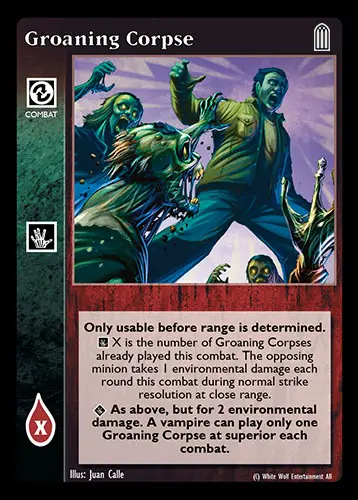 Groaning Corpse
COMBAT
Only usable before range is determined.
X is the number of Groaning Corpses
already played this combat. The opposing
minion takes 1 environmental damage each
round this combat during normal strike
resolution at close range.
As above, but for 2 environmental
damage. A vampire can play only one
Groaning Corpse at superior each
combat.
X
Illus: Juan Calle
(C) White Wolf Entertainment AB